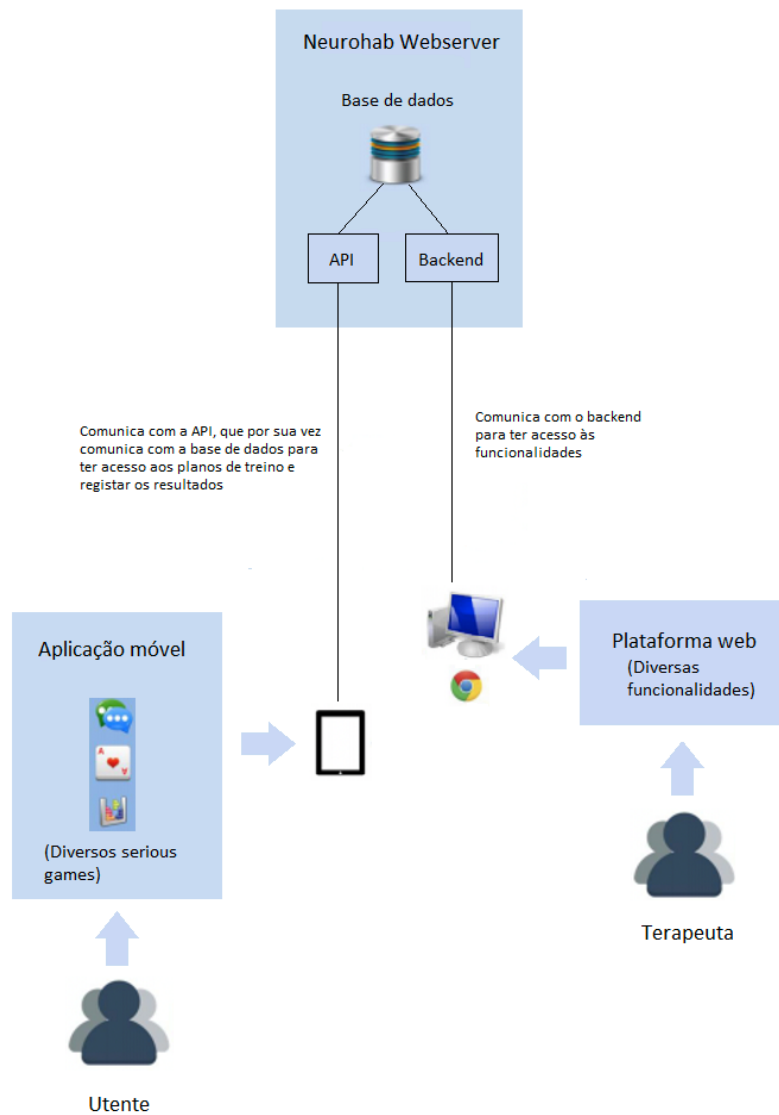 Neurohab Webserver
Base de dados
API
Backend
Comunica com a API, que por sua vez
comunica com a base de dados para
ter acesso aos planos de treino e
registar os resultados
Comunica com o backend
para ter acesso às
funcionalidades
Aplicação móvel
A
A
(Diversos serious
games)
Plataforma web
(Diversas
funcionalidades)
Terapeuta
Utente